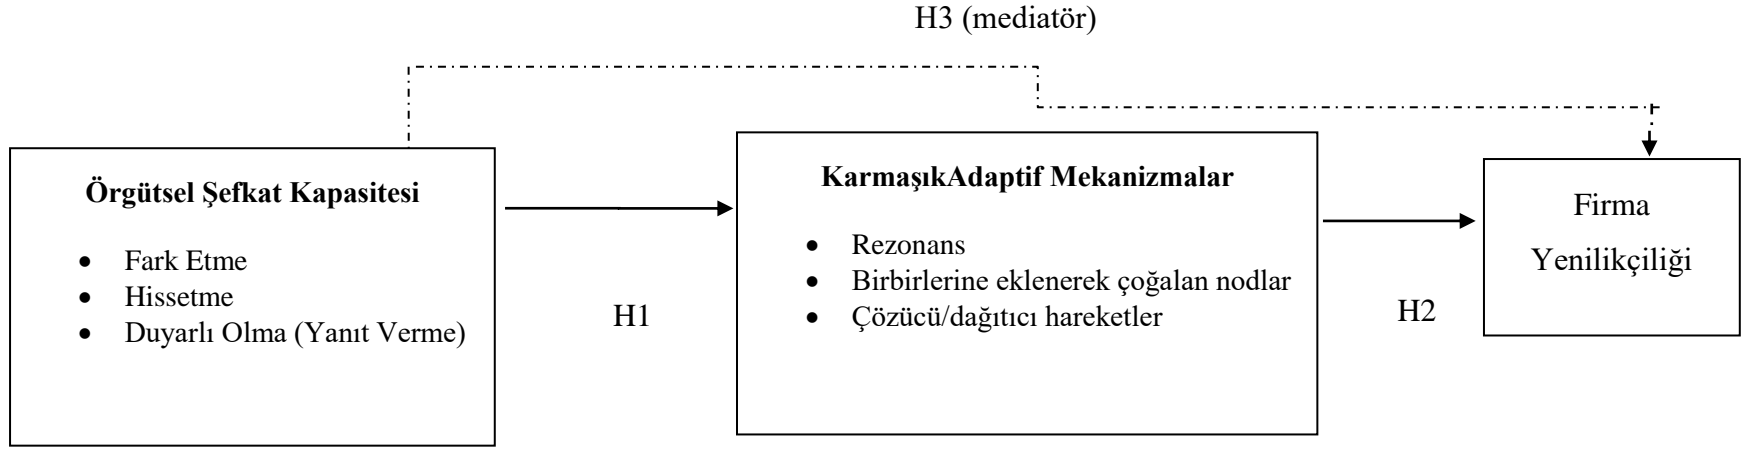 H3 (mediatör)
Örgütsel Şefkat Kapasitesi
• Fark Etme
• Hissetme
• Duyarlı Olma (Yanıt Verme)
H1
KarmaşıkAdaptif Mekanizmalar
• Rezonans
• Birbirlerine eklenerek çoğalan nodlar
• Çözücü/dağıtıcı hareketler
H2
Firma
Yenilikçiliği